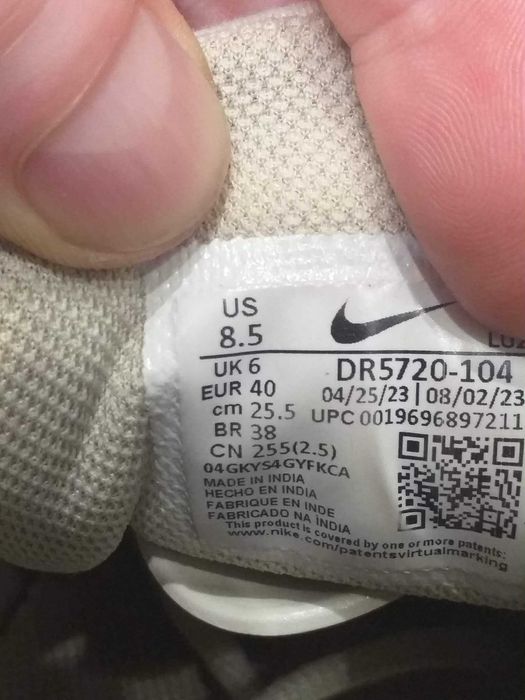 US
8.5
LUZ
UK 6
EUR 40
cm 25.5
BR 38
CN 255(2.5)
DR5720-104
04/25/23 | 08/02/23
UPC 0019696897211
04GKYS4GYFKCA
MADE IN INDIA
HECHO EN INDIA
FABRIQUE EN INDE
FABRICADO NA ÍNDIA
This product is covered by one or more patents:
www.nike.com/patentsvirtualmarking